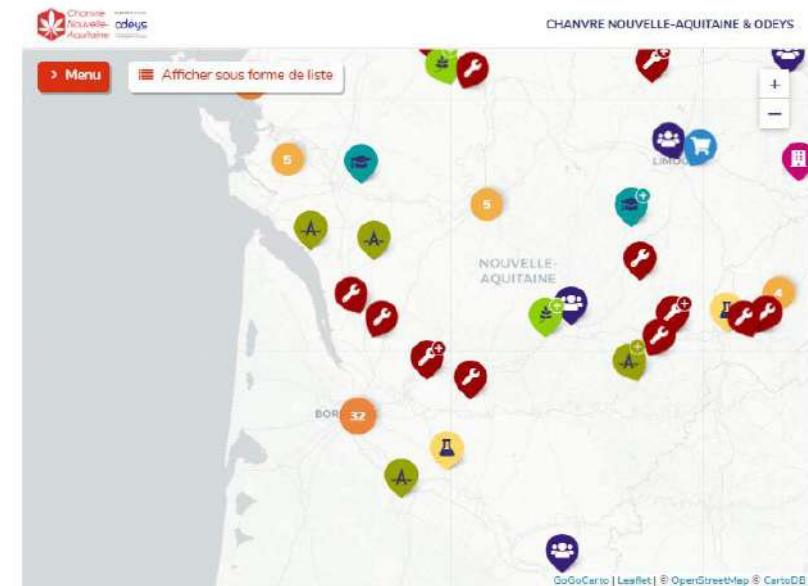 Chanvre
Nouvelle-
Aquitaine
odeys
CHANVRE NOUVELLE-AQUITAINE & ODEYS
> Menu
Afficher sous forme de liste
+
−
5
5
NOUVELLE-
AQUITAINE
4
BOR
32
GoGoCarto | Leaflet | © OpenStreetMap © CartoDB